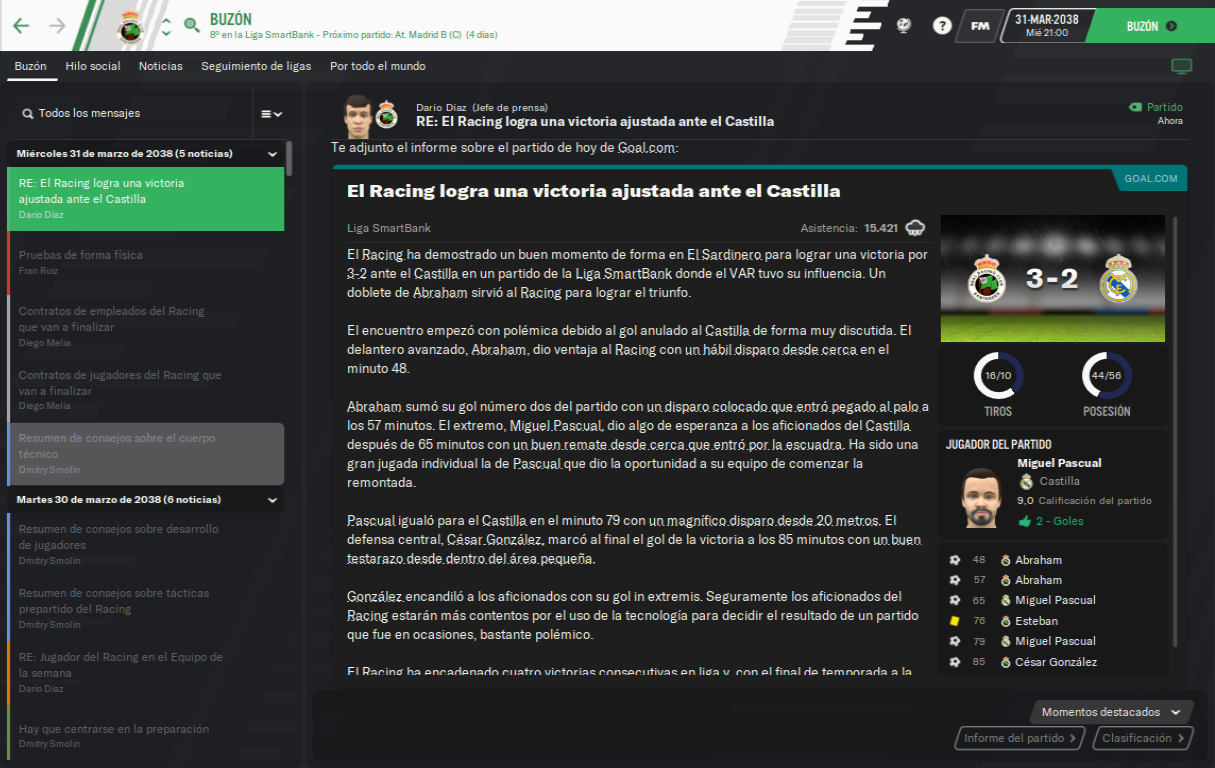 BUZÓN
8º en la Liga SmartBank - Próximo partido: At. Madrid B (C) (4 días)
?
FM
31-MAR-2038
Mié 21:00
BUZÓN
Buzón
Hilo social
Noticias
Seguimiento de ligas
Por todo el mundo
Todos los mensajes
Miércoles 31 de marzo de 2038 (5 noticias)
RE: El Racing logra una victoria
ajustada ante el Castilla
Darío Díaz
Pruebas de forma física
Fran Ruiz
Contratos de empleados del Racing
que van a finalizar
Diego Melia
Contratos de jugadores del Racing que
van a finalizar
Diego Melia
Resumen de consejos sobre el cuerpo
técnico
Dmitry Smolin
Martes 30 de marzo de 2038 (6 noticias)
Resumen de consejos sobre desarrollo
de jugadores
Dmitry Smolin
Resumen de consejos sobre tácticas
prepartido del Racing
Dmitry Smolin
RE: Jugador del Racing en el Equipo de
la semana
Darío Díaz
Hay que centrarse en la preparación
Dmitry Smolin
Darío Díaz (Jefe de prensa)
RE: El Racing logra una victoria ajustada ante el Castilla
Partido
Ahora
Te adjunto el informe sobre el partido de hoy de Goal.com:
GOAL.COM
El Racing logra una victoria ajustada ante el Castilla
Liga SmartBank
Asistencia: 15.421
El Racing ha demostrado un buen momento de forma en El Sardinero para lograr una victoria por
3-2 ante el Castilla en un partido de la Liga SmartBank donde el VAR tuvo su influencia. Un
doblete de Abraham sirvió al Racing para lograr el triunfo.
El encuentro empezó con polémica debido al gol anulado al Castilla de forma muy discutida. El
delantero avanzado, Abraham, dio ventaja al Racing con un hábil disparo desde cerca en el
minuto 48.
Abraham sumó su gol número dos del partido con un disparo colocado que entró pegado al palo a
los 57 minutos. El extremo, Miguel Pascual, dio algo de esperanza a los aficionados del Castilla
después de 65 minutos con un buen remate desde cerca que entró por la escuadra. Ha sido una
gran jugada individual la de Pascual que dio la oportunidad a su equipo de comenzar la
remontada.
Pascual igualó para el Castilla en el minuto 79 con un magnífico disparo desde 20 metros. El
defensa central, César González, marcó al final el gol de la victoria a los 85 minutos con un buen
testarazo desde dentro del área pequeña.
González encandiló a los aficionados con su gol in extremis. Seguramente los aficionados del
Racing estarán más contentos por el uso de la tecnología para decidir el resultado de un partido
que fue en ocasiones, bastante polémico.
El Racing ha encadenado cuatro victorias consecutivas en liga y, con el final de temporada a la
3-2
16/10
TIROS
44/56
POSESIÓN
JUGADOR DEL PARTIDO
Miguel Pascual
Castilla
9,0 Calificación del partido
2 - Goles
48 Abraham
57 Abraham
65 Miguel Pascual
76 Esteban
79 Miguel Pascual
85 César González
Momentos destacados
Informe del partido
Clasificación